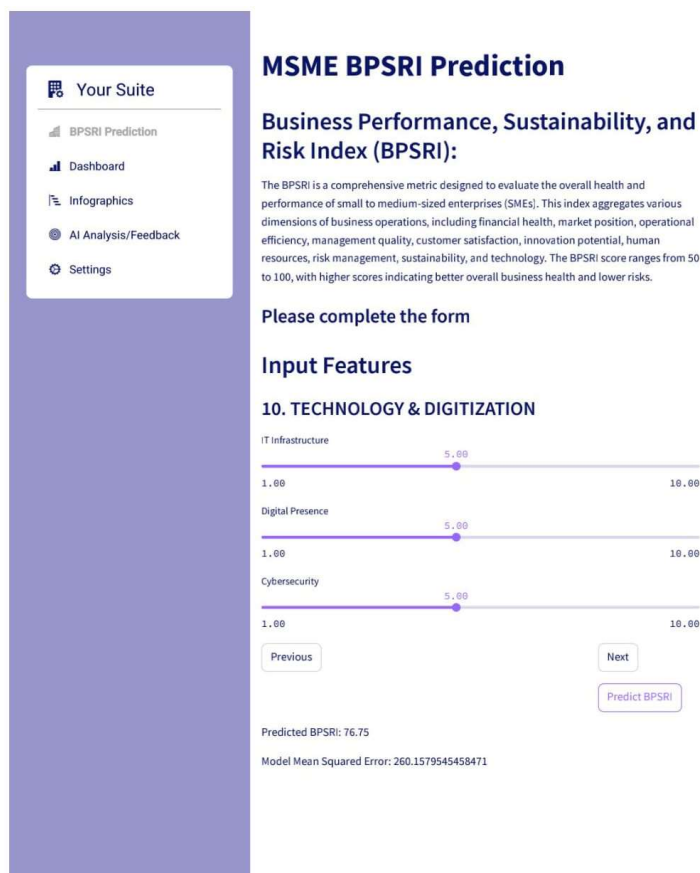 Your Suite
BPSRI Prediction
Dashboard
Infographics
AI Analysis/Feedback
Settings
MSME BPSRI Prediction
Business Performance, Sustainability, and
Risk Index (BPSRI):
The BPSRI is a comprehensive metric designed to evaluate the overall health and
performance of small to medium-sized enterprises (SMEs). This index aggregates various
dimensions of business operations, including financial health, market position, operational
efficiency, management quality, customer satisfaction, innovation potential, human
resources, risk management, sustainability, and technology. The BPSRI score ranges from 50
to 100, with higher scores indicating better overall business health and lower risks.
Please complete the form
Input Features
10. TECHNOLOGY & DIGITIZATION
IT Infrastructure
5.00
1.00 10.00
Digital Presence
5.00
1.00 10.00
Cybersecurity
5.00
1.00 10.00
Previous Next
Predict BPSRI
Predicted BPSRI: 76.75
Model Mean Squared Error: 260.1579545458471